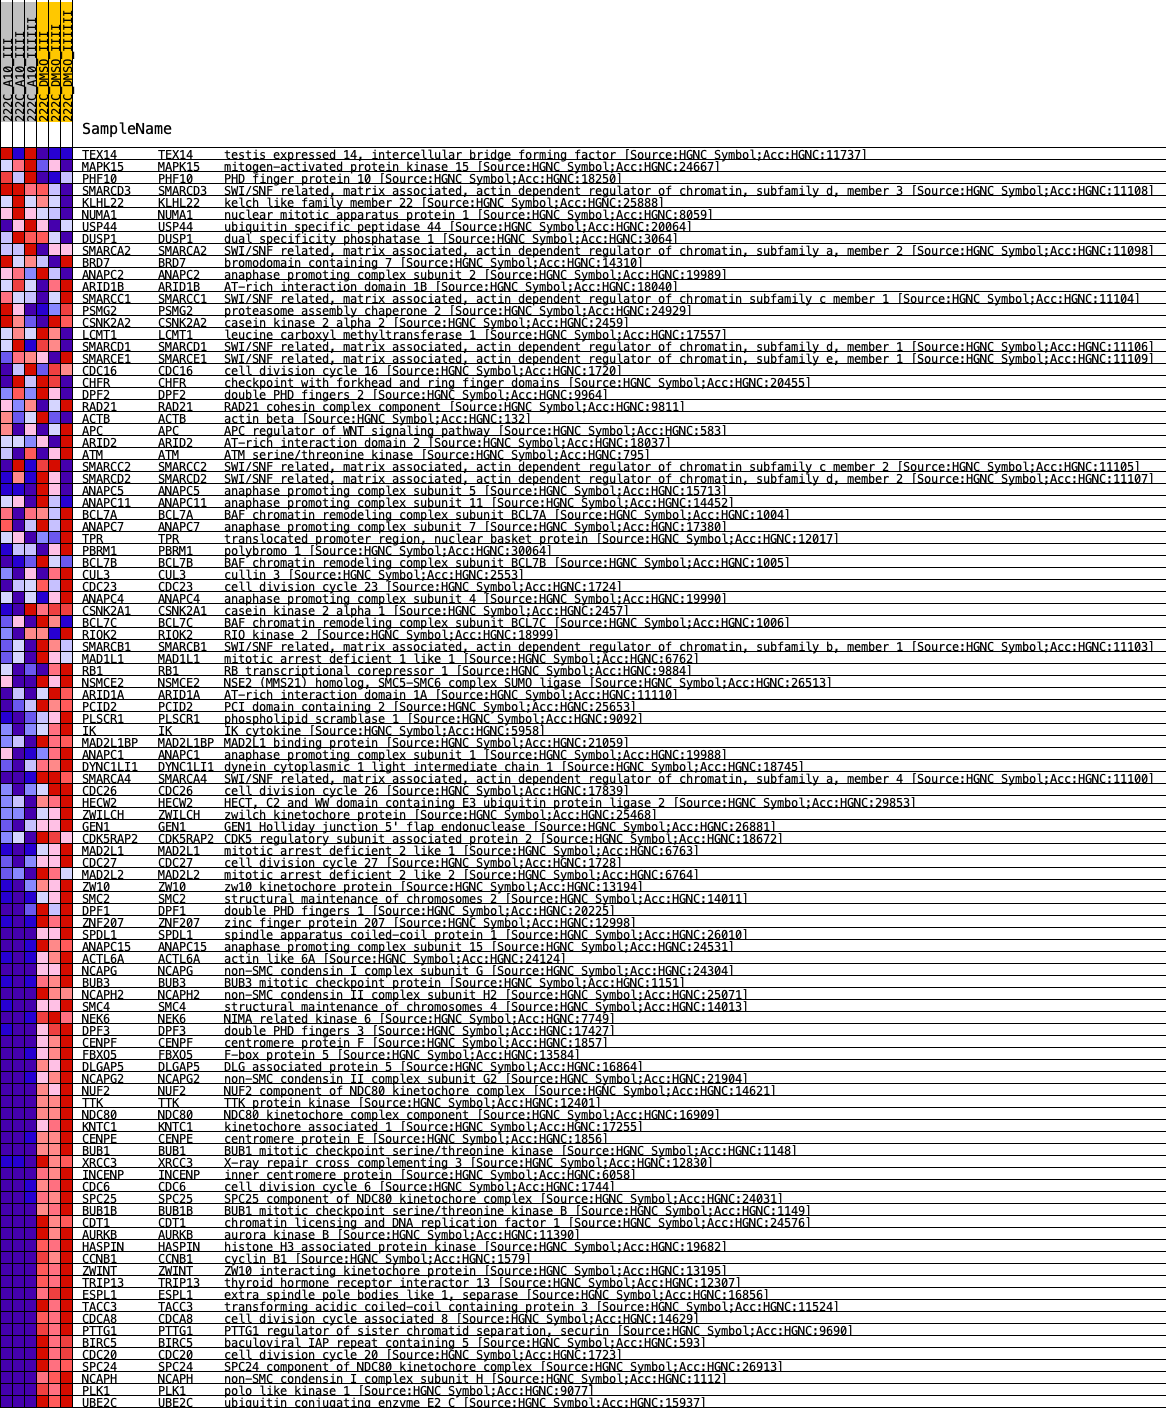 222C_A10_III
222C_A10_IIII
222C_A10_IIIIII
222C_DMSO_III
222C_DMSO_IIII
222C_DMSO_IIIIII
SampleName
TEX14 TEX14 testis expressed 14, intercellular bridge forming factor [Source:HGNC Symbol;Acc:HGNC:11737]
MAPK15 MAPK15 mitogen-activated protein kinase 15 [Source:HGNC Symbol;Acc:HGNC:24667]
PHF10 PHF10 PHD finger protein 10 [Source:HGNC Symbol;Acc:HGNC:18250]
SMARCD3 SMARCD3 SWI/SNF related, matrix associated, actin dependent regulator of chromatin, subfamily d, member 3 [Source:HGNC Symbol;Acc:HGNC:11108]
KLHL22 KLHL22 kelch like family member 22 [Source:HGNC Symbol;Acc:HGNC:25888]
NUMA1 NUMA1 nuclear mitotic apparatus protein 1 [Source:HGNC Symbol;Acc:HGNC:8059]
USP44 USP44 ubiquitin specific peptidase 44 [Source:HGNC Symbol;Acc:HGNC:20064]
DUSP1 DUSP1 dual specificity phosphatase 1 [Source:HGNC Symbol;Acc:HGNC:3064]
SMARCA2 SMARCA2 SWI/SNF related, matrix associated, actin dependent regulator of chromatin, subfamily a, member 2 [Source:HGNC Symbol;Acc:HGNC:11098]
BRD7 BRD7 bromodomain containing 7 [Source:HGNC Symbol;Acc:HGNC:14310]
ANAPC2 ANAPC2 anaphase promoting complex subunit 2 [Source:HGNC Symbol;Acc:HGNC:19989]
ARID1B ARID1B AT-rich interaction domain 1B [Source:HGNC Symbol;Acc:HGNC:18040]
SMARCC1 SMARCC1 SWI/SNF related, matrix associated, actin dependent regulator of chromatin subfamily c member 1 [Source:HGNC Symbol;Acc:HGNC:11104]
PSMG2 PSMG2 proteasome assembly chaperone 2 [Source:HGNC Symbol;Acc:HGNC:24929]
CSNK2A2 CSNK2A2 casein kinase 2 alpha 2 [Source:HGNC Symbol;Acc:HGNC:2459]
LCMT1 LCMT1 leucine carboxyl methyltransferase 1 [Source:HGNC Symbol;Acc:HGNC:17557]
SMARCD1 SMARCD1 SWI/SNF related, matrix associated, actin dependent regulator of chromatin, subfamily d, member 1 [Source:HGNC Symbol;Acc:HGNC:11106]
SMARCE1 SMARCE1 SWI/SNF related, matrix associated, actin dependent regulator of chromatin, subfamily e, member 1 [Source:HGNC Symbol;Acc:HGNC:11109]
CDC16 CDC16 cell division cycle 16 [Source:HGNC Symbol;Acc:HGNC:1720]
CHFR CHFR checkpoint with forkhead and ring finger domains [Source:HGNC Symbol;Acc:HGNC:20455]
DPF2 DPF2 double PHD fingers 2 [Source:HGNC Symbol;Acc:HGNC:9964]
RAD21 RAD21 RAD21 cohesin complex component [Source:HGNC Symbol;Acc:HGNC:9811]
ACTB ACTB actin beta [Source:HGNC Symbol;Acc:HGNC:132]
APC APC APC regulator of WNT signaling pathway [Source:HGNC Symbol;Acc:HGNC:583]
ARID2 ARID2 AT-rich interaction domain 2 [Source:HGNC Symbol;Acc:HGNC:18037]
ATM ATM ATM serine/threonine kinase [Source:HGNC Symbol;Acc:HGNC:795]
SMARCC2 SMARCC2 SWI/SNF related, matrix associated, actin dependent regulator of chromatin subfamily c member 2 [Source:HGNC Symbol;Acc:HGNC:11105]
SMARCD2 SMARCD2 SWI/SNF related, matrix associated, actin dependent regulator of chromatin, subfamily d, member 2 [Source:HGNC Symbol;Acc:HGNC:11107]
ANAPC5 ANAPC5 anaphase promoting complex subunit 5 [Source:HGNC Symbol;Acc:HGNC:15713]
ANAPC11 ANAPC11 anaphase promoting complex subunit 11 [Source:HGNC Symbol;Acc:HGNC:14452]
BCL7A BCL7A BAF chromatin remodeling complex subunit BCL7A [Source:HGNC Symbol;Acc:HGNC:1004]
ANAPC7 ANAPC7 anaphase promoting complex subunit 7 [Source:HGNC Symbol;Acc:HGNC:17380]
TPR TPR translocated promoter region, nuclear basket protein [Source:HGNC Symbol;Acc:HGNC:12017]
PBRM1 PBRM1 polybromo 1 [Source:HGNC Symbol;Acc:HGNC:30064]
BCL7B BCL7B BAF chromatin remodeling complex subunit BCL7B [Source:HGNC Symbol;Acc:HGNC:1005]
CUL3 CUL3 cullin 3 [Source:HGNC Symbol;Acc:HGNC:2553]
CDC23 CDC23 cell division cycle 23 [Source:HGNC Symbol;Acc:HGNC:1724]
ANAPC4 ANAPC4 anaphase promoting complex subunit 4 [Source:HGNC Symbol;Acc:HGNC:19990]
CSNK2A1 CSNK2A1 casein kinase 2 alpha 1 [Source:HGNC Symbol;Acc:HGNC:2457]
BCL7C BCL7C BAF chromatin remodeling complex subunit BCL7C [Source:HGNC Symbol;Acc:HGNC:1006]
RIOK2 RIOK2 RIO kinase 2 [Source:HGNC Symbol;Acc:HGNC:18999]
SMARCB1 SMARCB1 SWI/SNF related, matrix associated, actin dependent regulator of chromatin, subfamily b, member 1 [Source:HGNC Symbol;Acc:HGNC:11103]
MAD1L1 MAD1L1 mitotic arrest deficient 1 like 1 [Source:HGNC Symbol;Acc:HGNC:6762]
RB1 RB1 RB transcriptional corepressor 1 [Source:HGNC Symbol;Acc:HGNC:9884]
NSMCE2 NSMCE2 NSE2 (MMS21) homolog, SMC5-SMC6 complex SUMO ligase [Source:HGNC Symbol;Acc:HGNC:26513]
ARID1A ARID1A AT-rich interaction domain 1A [Source:HGNC Symbol;Acc:HGNC:11110]
PCID2 PCID2 PCI domain containing 2 [Source:HGNC Symbol;Acc:HGNC:25653]
PLSCR1 PLSCR1 phospholipid scramblase 1 [Source:HGNC Symbol;Acc:HGNC:9092]
IK IK IK cytokine [Source:HGNC Symbol;Acc:HGNC:5958]
MAD2L1BP MAD2L1BP MAD2L1 binding protein [Source:HGNC Symbol;Acc:HGNC:21059]
ANAPC1 ANAPC1 anaphase promoting complex subunit 1 [Source:HGNC Symbol;Acc:HGNC:19988]
DYNC1LI1 DYNC1LI1 dynein cytoplasmic 1 light intermediate chain 1 [Source:HGNC Symbol;Acc:HGNC:18745]
SMARCA4 SMARCA4 SWI/SNF related, matrix associated, actin dependent regulator of chromatin, subfamily a, member 4 [Source:HGNC Symbol;Acc:HGNC:11100]
CDC26 CDC26 cell division cycle 26 [Source:HGNC Symbol;Acc:HGNC:17839]
HECW2 HECW2 HECT, C2 and WW domain containing E3 ubiquitin protein ligase 2 [Source:HGNC Symbol;Acc:HGNC:29853]
ZWILCH ZWILCH zwilch kinetochore protein [Source:HGNC Symbol;Acc:HGNC:25468]
GEN1 GEN1 GEN1 Holliday junction 5' flap endonuclease [Source:HGNC Symbol;Acc:HGNC:26881]
CDK5RAP2 CDK5RAP2 CDK5 regulatory subunit associated protein 2 [Source:HGNC Symbol;Acc:HGNC:18672]
MAD2L1 MAD2L1 mitotic arrest deficient 2 like 1 [Source:HGNC Symbol;Acc:HGNC:6763]
CDC27 CDC27 cell division cycle 27 [Source:HGNC Symbol;Acc:HGNC:1728]
MAD2L2 MAD2L2 mitotic arrest deficient 2 like 2 [Source:HGNC Symbol;Acc:HGNC:6764]
ZW10 ZW10 zw10 kinetochore protein [Source:HGNC Symbol;Acc:HGNC:13194]
SMC2 SMC2 structural maintenance of chromosomes 2 [Source:HGNC Symbol;Acc:HGNC:14011]
DPF1 DPF1 double PHD fingers 1 [Source:HGNC Symbol;Acc:HGNC:20225]
ZNF207 ZNF207 zinc finger protein 207 [Source:HGNC Symbol;Acc:HGNC:12998]
SPDL1 SPDL1 spindle apparatus coiled-coil protein 1 [Source:HGNC Symbol;Acc:HGNC:26010]
ANAPC15 ANAPC15 anaphase promoting complex subunit 15 [Source:HGNC Symbol;Acc:HGNC:24531]
ACTL6A ACTL6A actin like 6A [Source:HGNC Symbol;Acc:HGNC:24124]
NCAPG NCAPG non-SMC condensin I complex subunit G [Source:HGNC Symbol;Acc:HGNC:24304]
BUB3 BUB3 BUB3 mitotic checkpoint protein [Source:HGNC Symbol;Acc:HGNC:1151]
NCAPH2 NCAPH2 non-SMC condensin II complex subunit H2 [Source:HGNC Symbol;Acc:HGNC:25071]
SMC4 SMC4 structural maintenance of chromosomes 4 [Source:HGNC Symbol;Acc:HGNC:14013]
NEK6 NEK6 NIMA related kinase 6 [Source:HGNC Symbol;Acc:HGNC:7749]
DPF3 DPF3 double PHD fingers 3 [Source:HGNC Symbol;Acc:HGNC:17427]
CENPF CENPF centromere protein F [Source:HGNC Symbol;Acc:HGNC:1857]
FBXO5 FBXO5 F-box protein 5 [Source:HGNC Symbol;Acc:HGNC:13584]
DLGAP5 DLGAP5 DLG associated protein 5 [Source:HGNC Symbol;Acc:HGNC:16864]
NCAPG2 NCAPG2 non-SMC condensin II complex subunit G2 [Source:HGNC Symbol;Acc:HGNC:21904]
NUF2 NUF2 NUF2 component of NDC80 kinetochore complex [Source:HGNC Symbol;Acc:HGNC:14621]
TTK TTK TTK protein kinase [Source:HGNC Symbol;Acc:HGNC:12401]
NDC80 NDC80 NDC80 kinetochore complex component [Source:HGNC Symbol;Acc:HGNC:16909]
KNTC1 KNTC1 kinetochore associated 1 [Source:HGNC Symbol;Acc:HGNC:17255]
CENPE CENPE centromere protein E [Source:HGNC Symbol;Acc:HGNC:1856]
BUB1 BUB1 BUB1 mitotic checkpoint serine/threonine kinase [Source:HGNC Symbol;Acc:HGNC:1148]
XRCC3 XRCC3 X-ray repair cross complementing 3 [Source:HGNC Symbol;Acc:HGNC:12830]
INCENP INCENP inner centromere protein [Source:HGNC Symbol;Acc:HGNC:6058]
CDC6 CDC6 cell division cycle 6 [Source:HGNC Symbol;Acc:HGNC:1744]
SPC25 SPC25 SPC25 component of NDC80 kinetochore complex [Source:HGNC Symbol;Acc:HGNC:24031]
BUB1B BUB1B BUB1 mitotic checkpoint serine/threonine kinase B [Source:HGNC Symbol;Acc:HGNC:1149]
CDT1 CDT1 chromatin licensing and DNA replication factor 1 [Source:HGNC Symbol;Acc:HGNC:24576]
AURKB AURKB aurora kinase B [Source:HGNC Symbol;Acc:HGNC:11390]
HASPIN HASPIN histone H3 associated protein kinase [Source:HGNC Symbol;Acc:HGNC:19682]
CCNB1 CCNB1 cyclin B1 [Source:HGNC Symbol;Acc:HGNC:1579]
ZWINT ZWINT ZW10 interacting kinetochore protein [Source:HGNC Symbol;Acc:HGNC:13195]
TRIP13 TRIP13 thyroid hormone receptor interactor 13 [Source:HGNC Symbol;Acc:HGNC:12307]
ESPL1 ESPL1 extra spindle pole bodies like 1, separase [Source:HGNC Symbol;Acc:HGNC:16856]
TACC3 TACC3 transforming acidic coiled-coil containing protein 3 [Source:HGNC Symbol;Acc:HGNC:11524]
CDCA8 CDCA8 cell division cycle associated 8 [Source:HGNC Symbol;Acc:HGNC:14629]
PTTG1 PTTG1 PTTG1 regulator of sister chromatid separation, securin [Source:HGNC Symbol;Acc:HGNC:9690]
BIRC5 BIRC5 baculoviral IAP repeat containing 5 [Source:HGNC Symbol;Acc:HGNC:593]
CDC20 CDC20 cell division cycle 20 [Source:HGNC Symbol;Acc:HGNC:1723]
SPC24 SPC24 SPC24 component of NDC80 kinetochore complex [Source:HGNC Symbol;Acc:HGNC:26913]
NCAPH NCAPH non-SMC condensin I complex subunit H [Source:HGNC Symbol;Acc:HGNC:1112]
PLK1 PLK1 polo like kinase 1 [Source:HGNC Symbol;Acc:HGNC:9077]
UBE2C UBE2C ubiquitin conjugating enzyme E2 C [Source:HGNC Symbol;Acc:HGNC:15937]